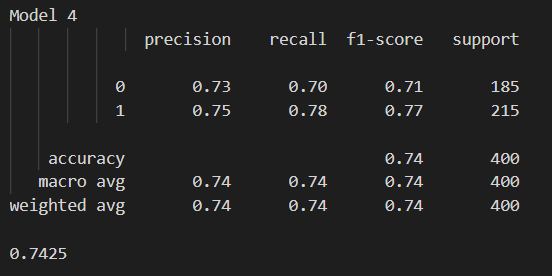 Model 4
precision recall f1-score support
0 0.73 0.70 0.71 185
1 0.75 0.78 0.77 215
accuracy 0.74 400
macro avg 0.74 0.74 0.74 400
weighted avg 0.74 0.74 0.74 400
0.7425